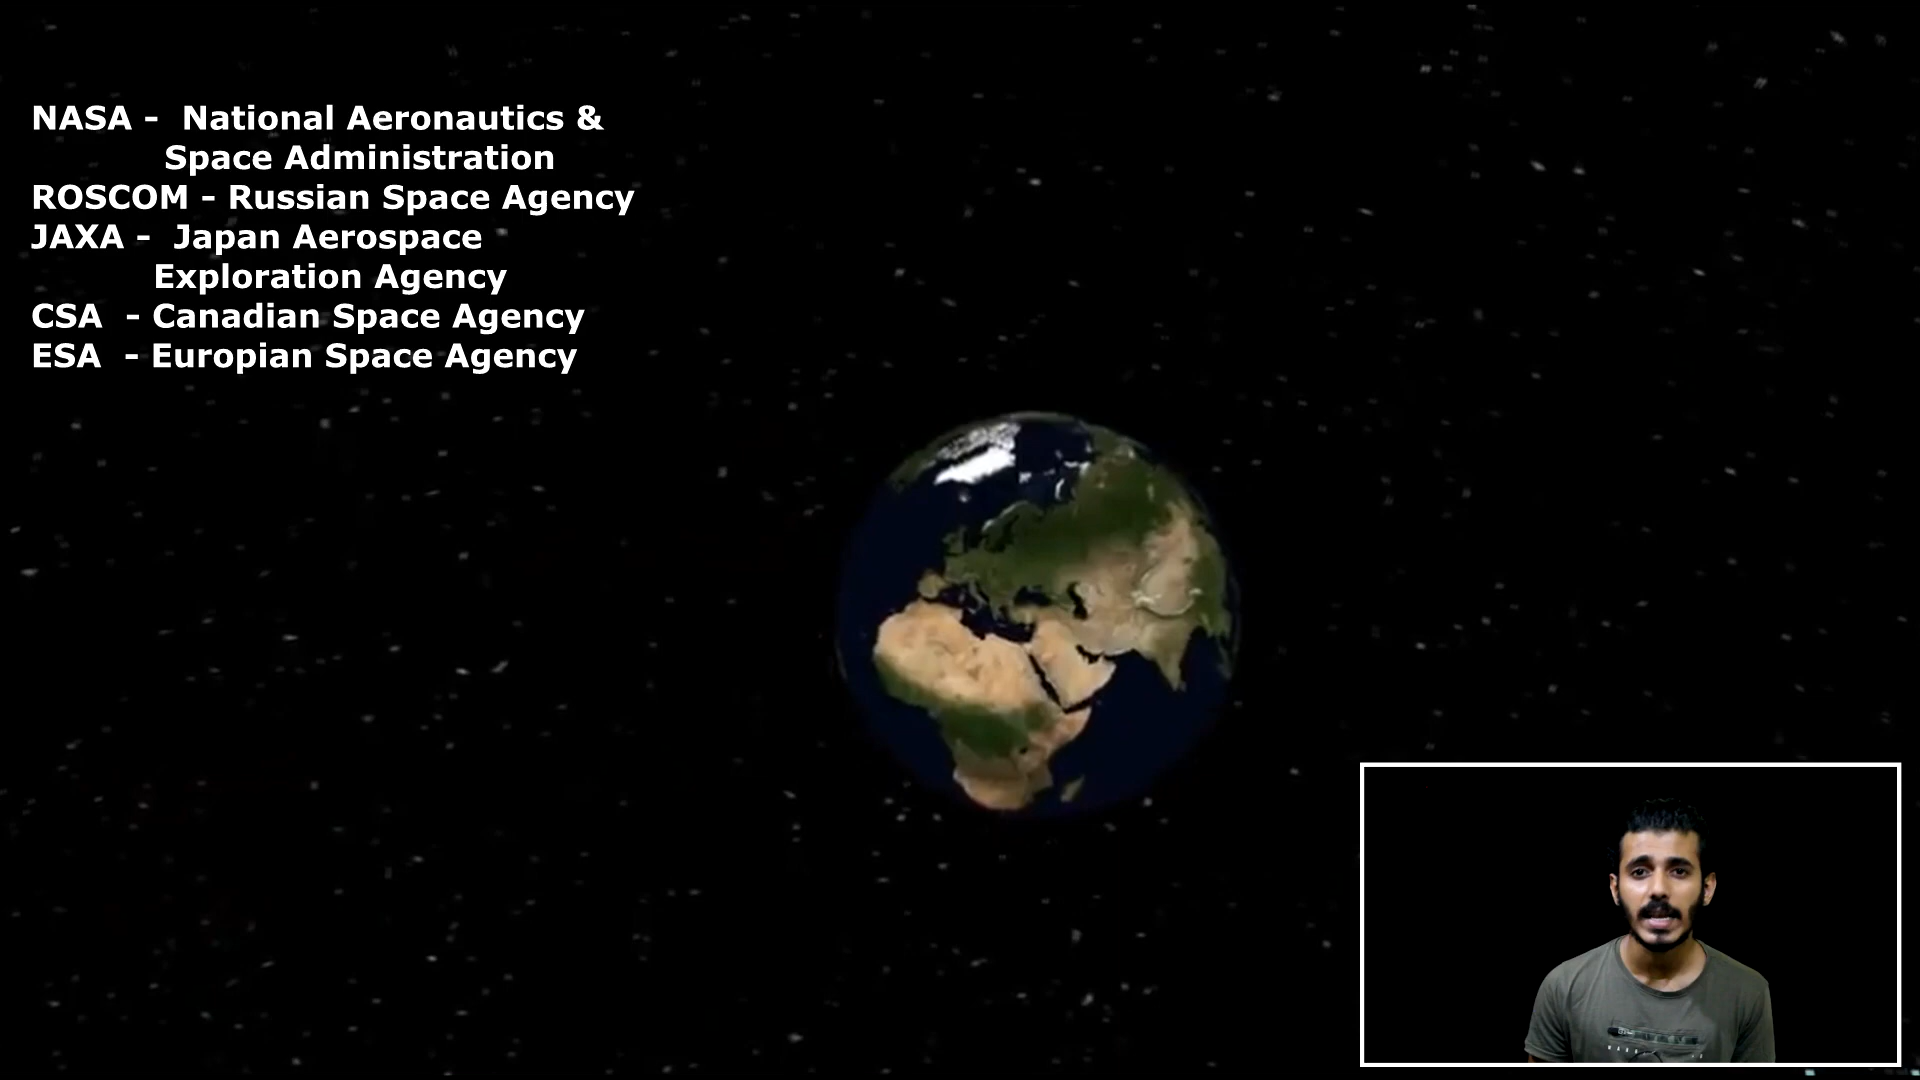 NASA -  National Aeronautics &
Space Administration
ROSCOM - Russian Space Agency
JAXA -  Japan Aerospace
Exploration Agency
CSA  - Canadian Space Agency
ESA  - Europian Space Agency